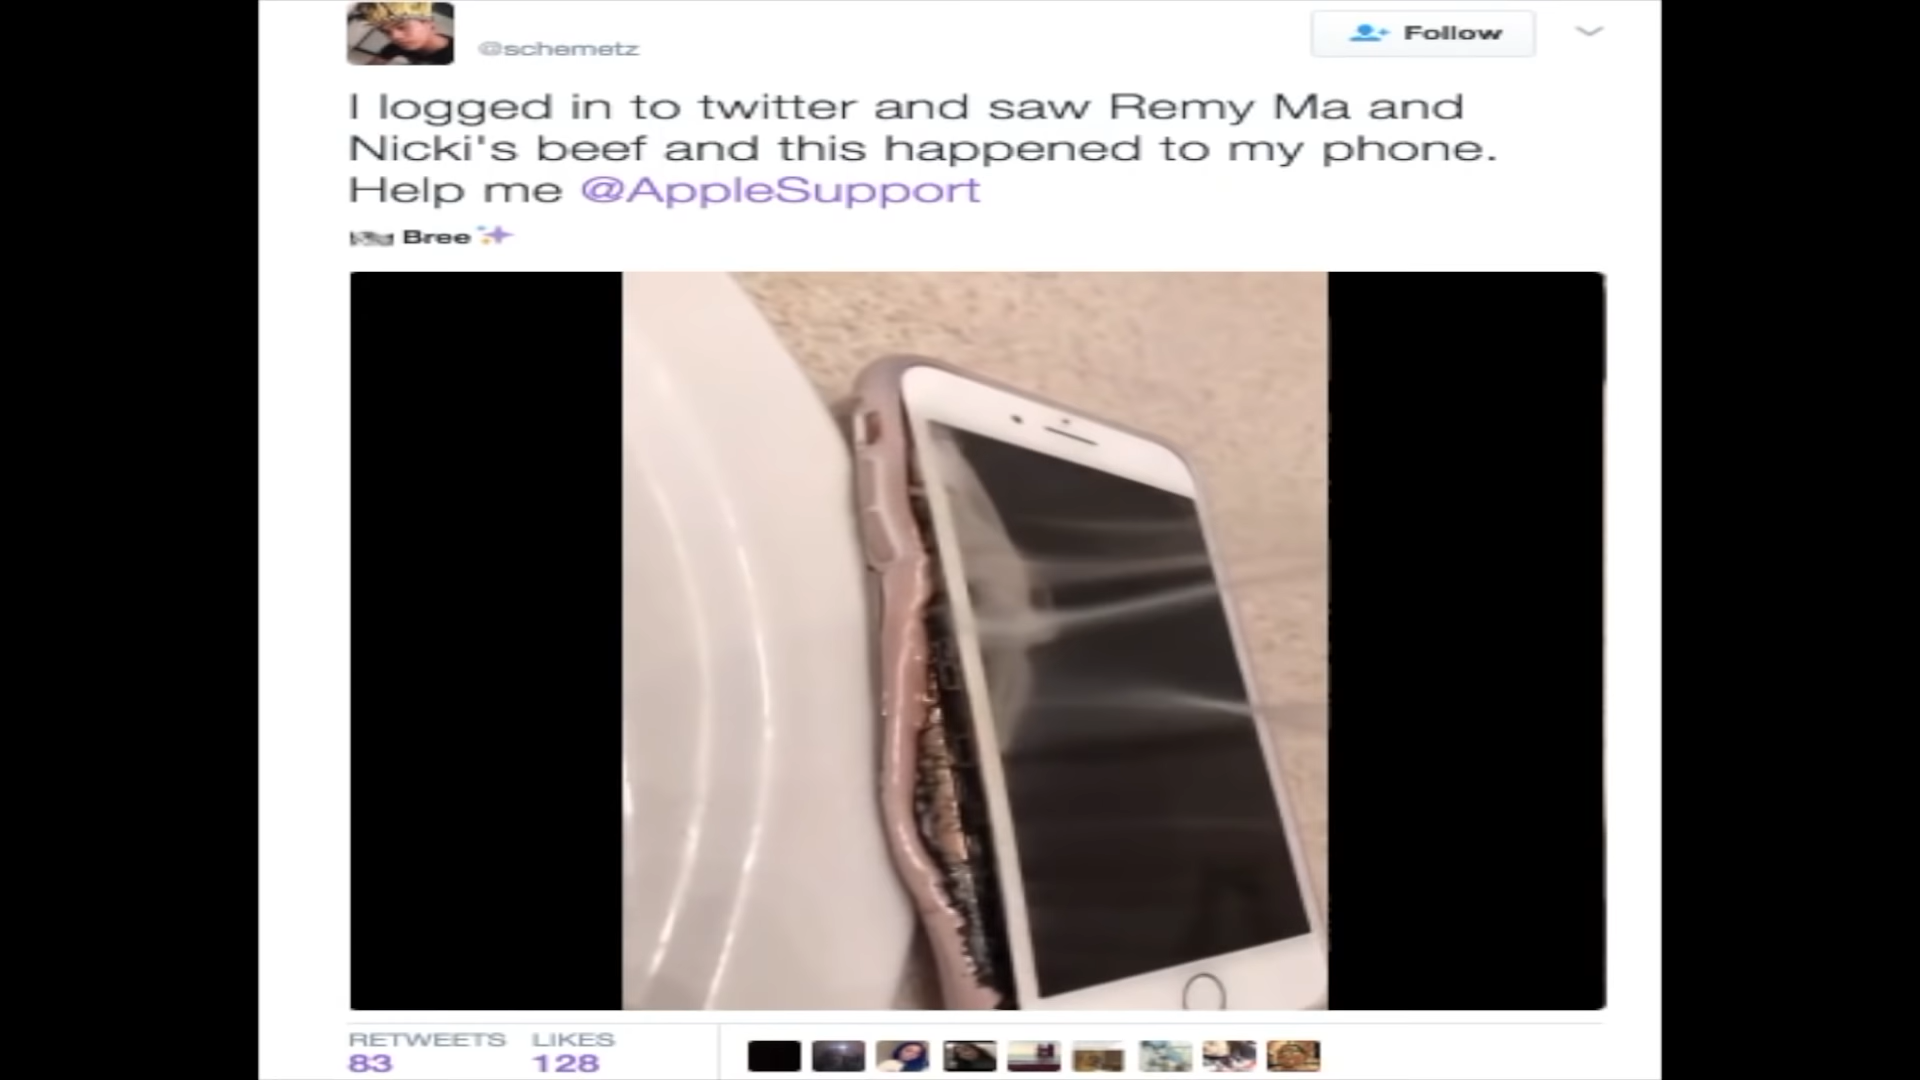 @schemetz
Follow
I logged in to twitter and saw Remy Ma and
Nicki's beef and this happened to my phone.
Help me @AppleSupport
Bree
RETWEETS LIKES
83 128